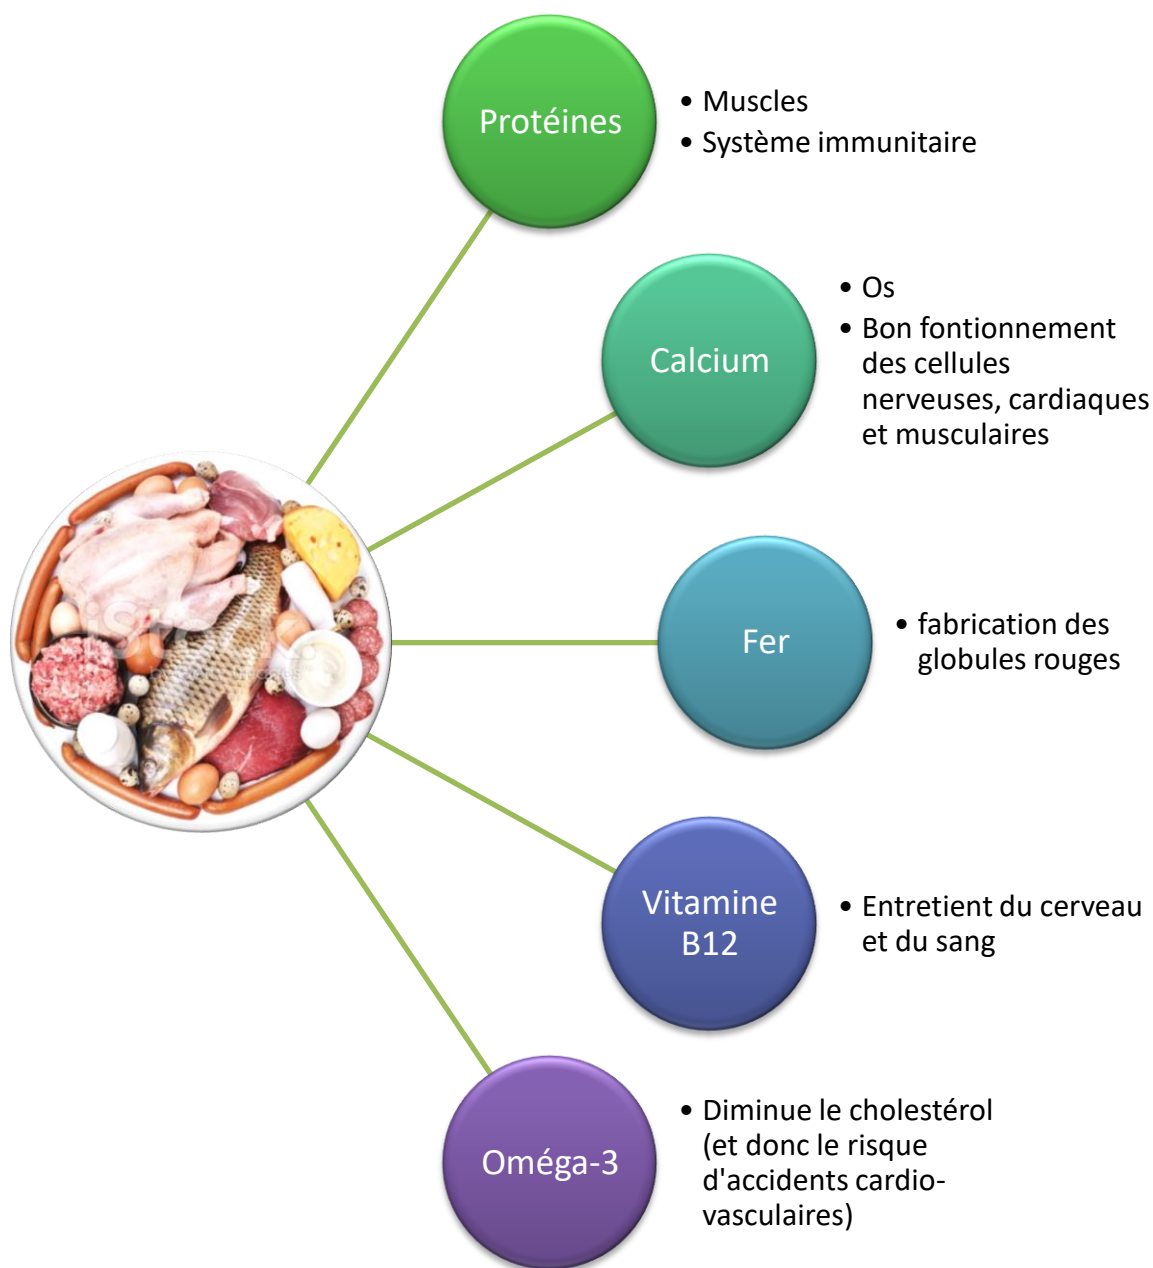 Protéines
• Muscles
• Système immunitaire
Calcium
• Os
• Bon fontionnement
des cellules
nerveuses, cardiaques
et musculaires
Fer
• fabrication des
globules rouges
Vitamine
B12
• Entretient du cerveau
et du sang
Oméga-3
• Diminue le cholestérol
(et donc le risque
d'accidents cardio-
vasculaires)
iStock